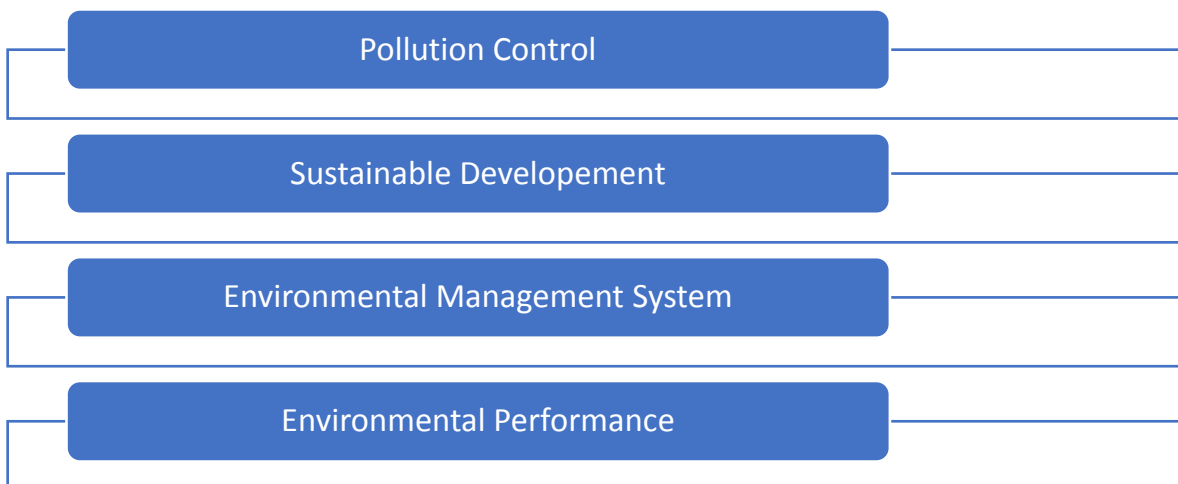 Pollution Control
Sustainable Developement
Environmental Management System
Environmental Performance